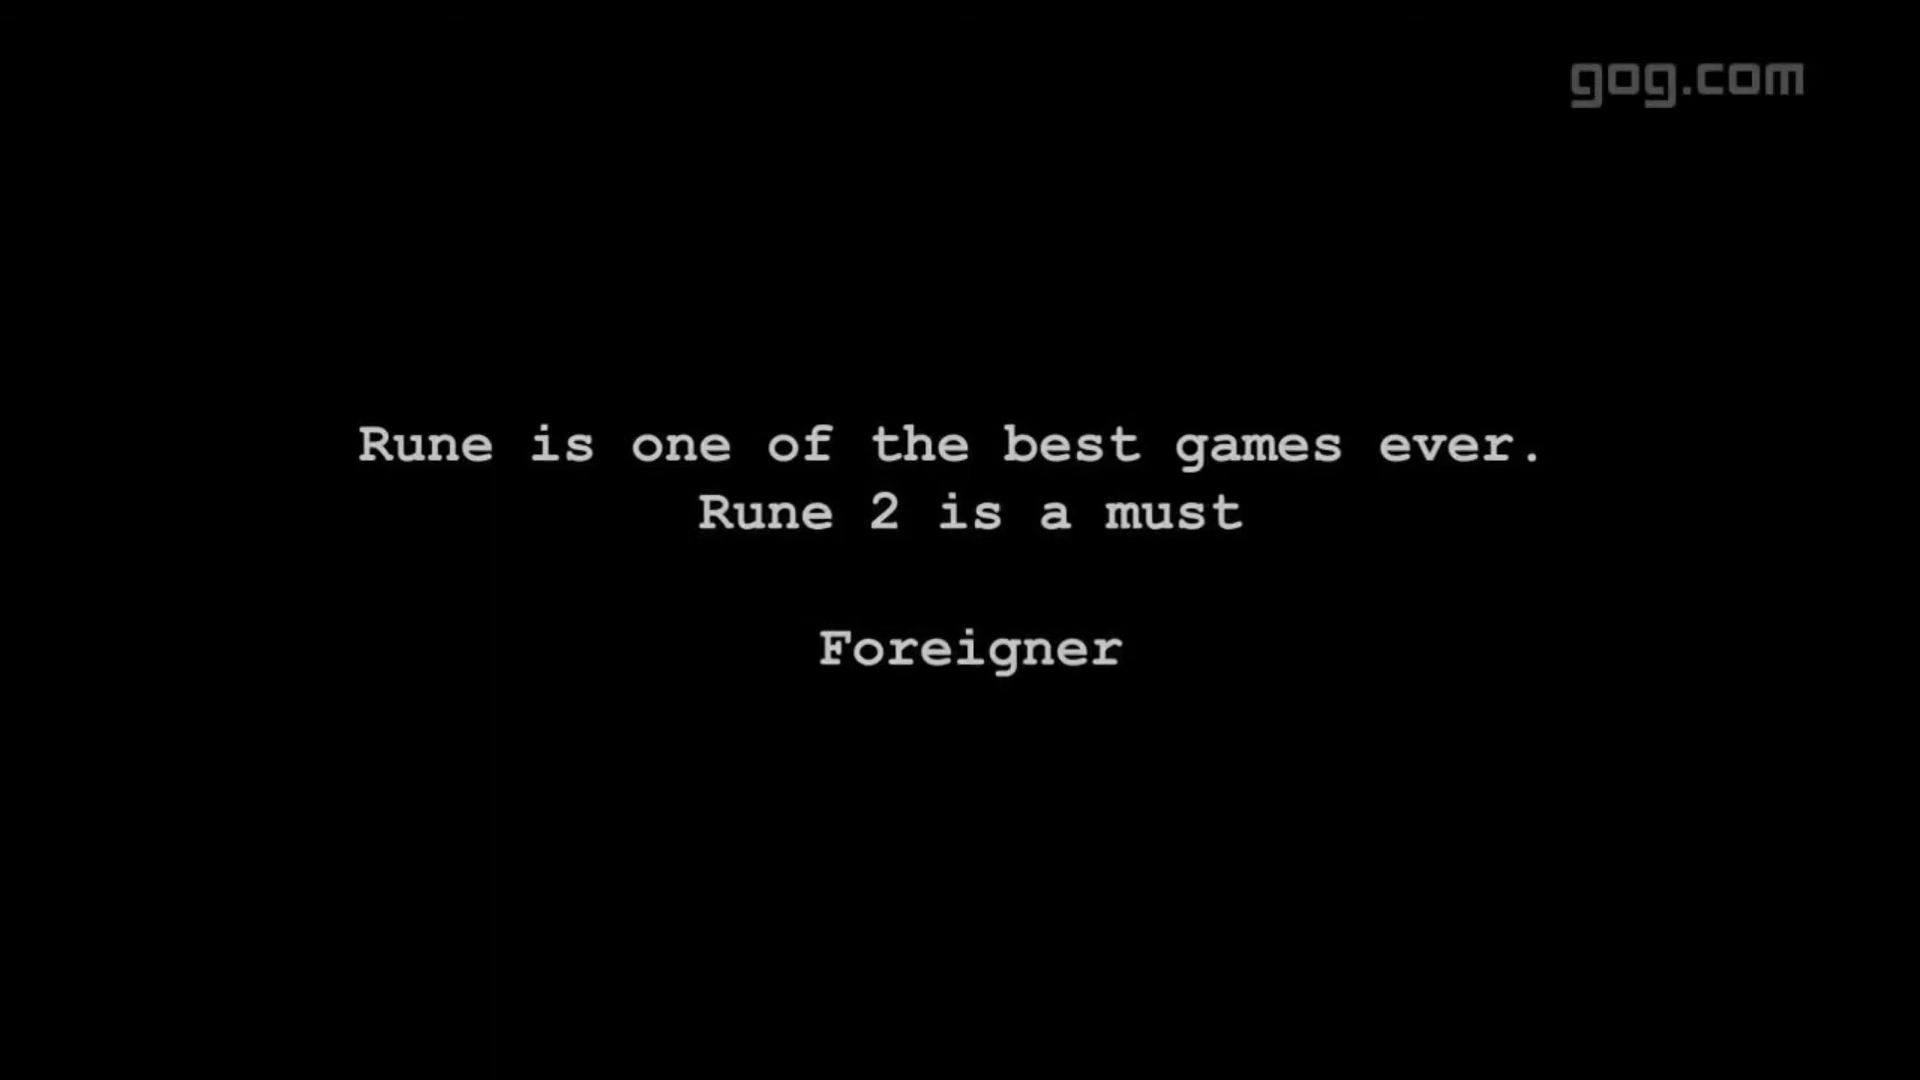 gog.com
Rune is one of the best games ever.
Rune 2 is a must
Foreigner